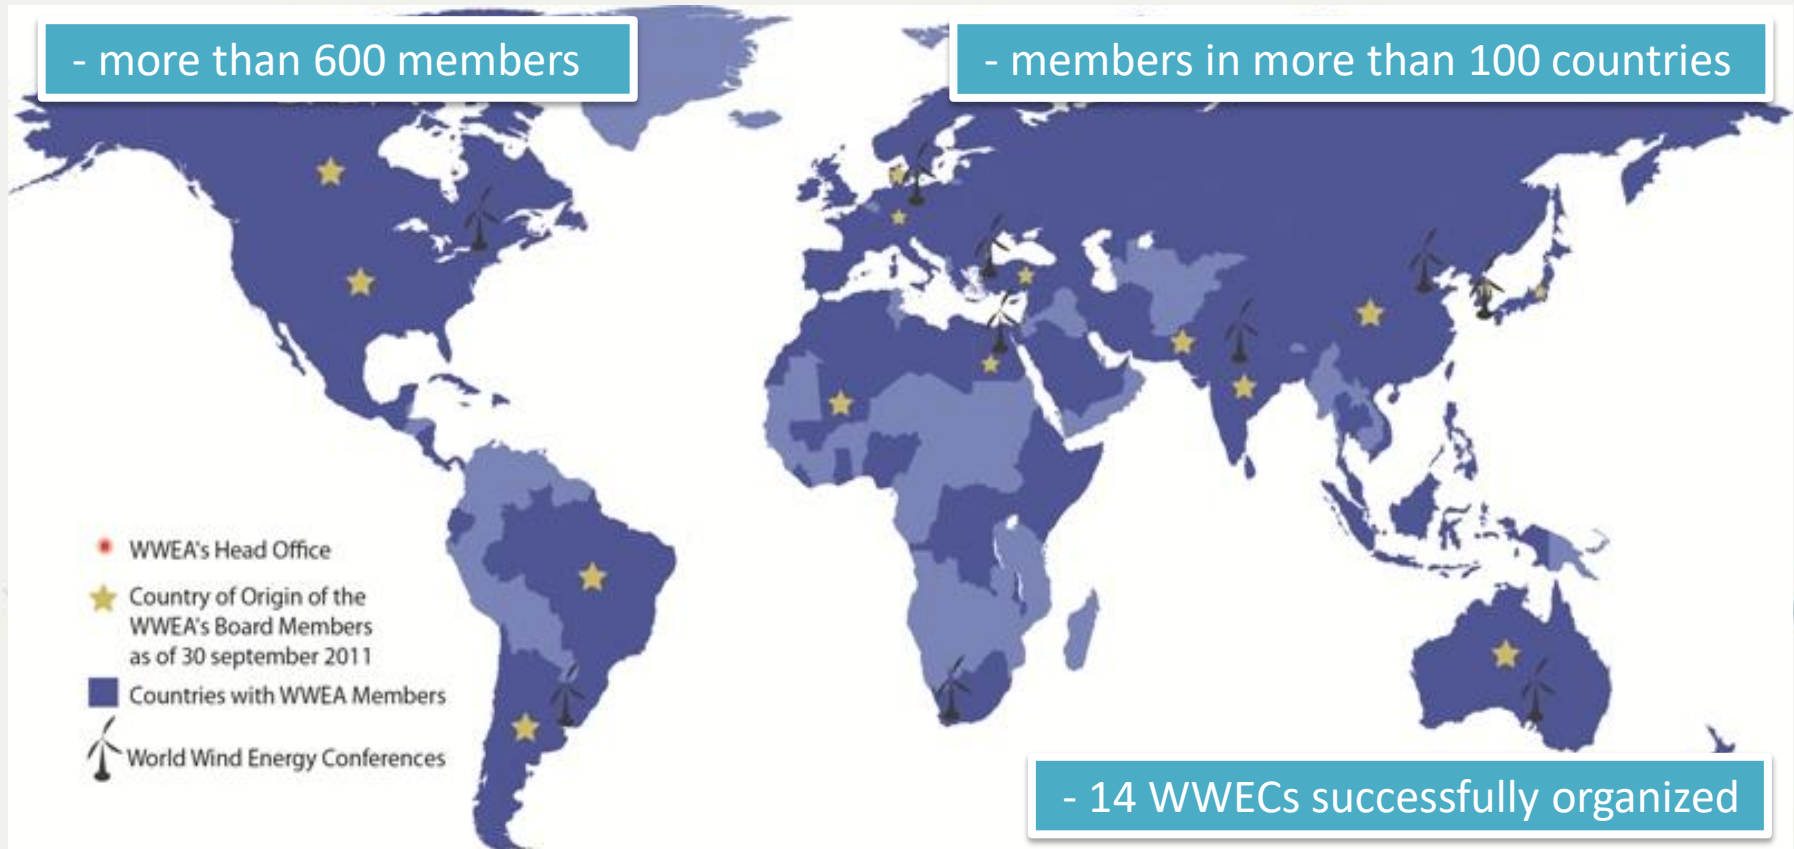 - more than 600 members
- members in more than 100 countries
WWEA's Head Office
Country of Origin of the
WWEA's Board Members
as of 30 september 2011
Countries with WWEA Members
World Wind Energy Conferences
- 14 WWECs successfully organized